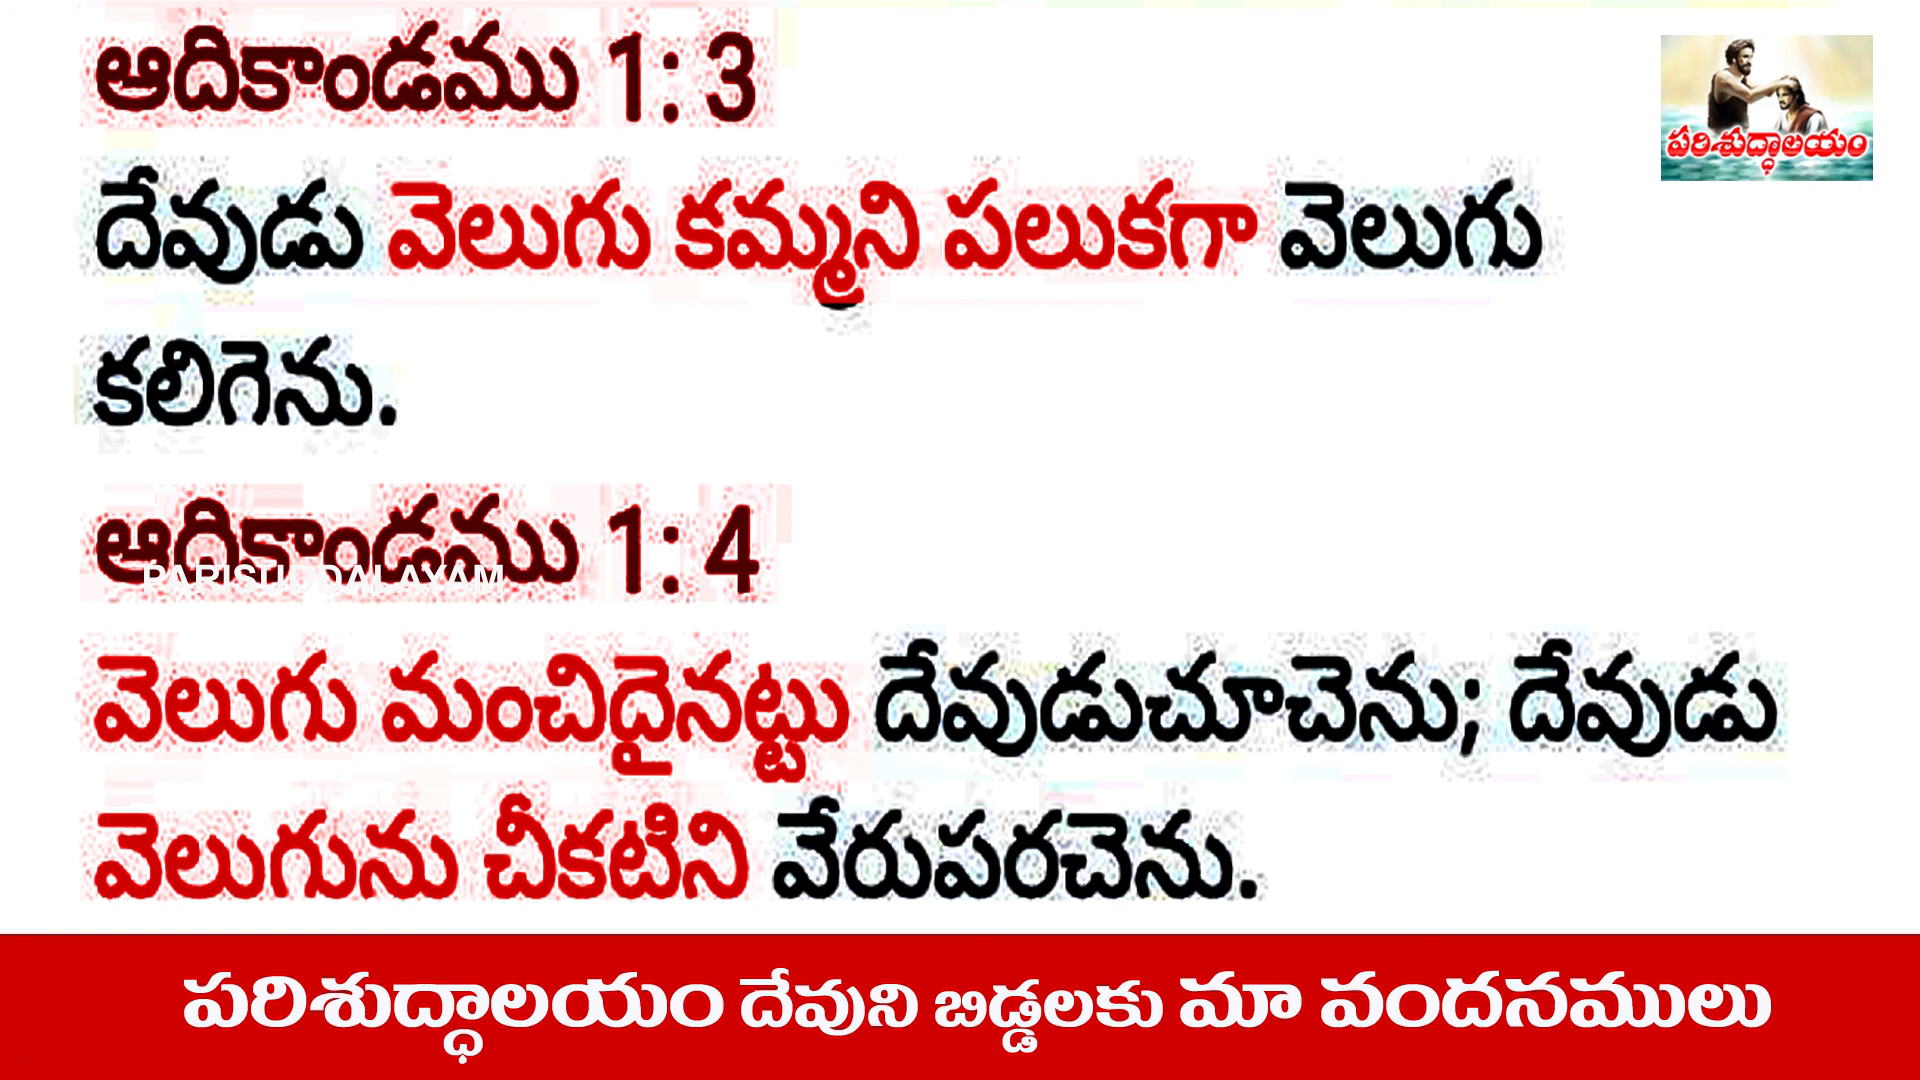 ఆదికాండము 1: 3
పరిశుద్ధాలయం
దేవుడు వెలుగు కమ్మని పలుకగా వెలుగు
కలిగెను.
ఆదికాండము 1: 4
PARISUDDALAYAM
వెలుగు మంచిదైనట్టు దేవుడుచూచెను; దేవుడు
వెలుగును చీకటిని వేరుపరచెను.
పరిశుద్ధాలయం దేవుని బిడ్డలకు మా వందనములు